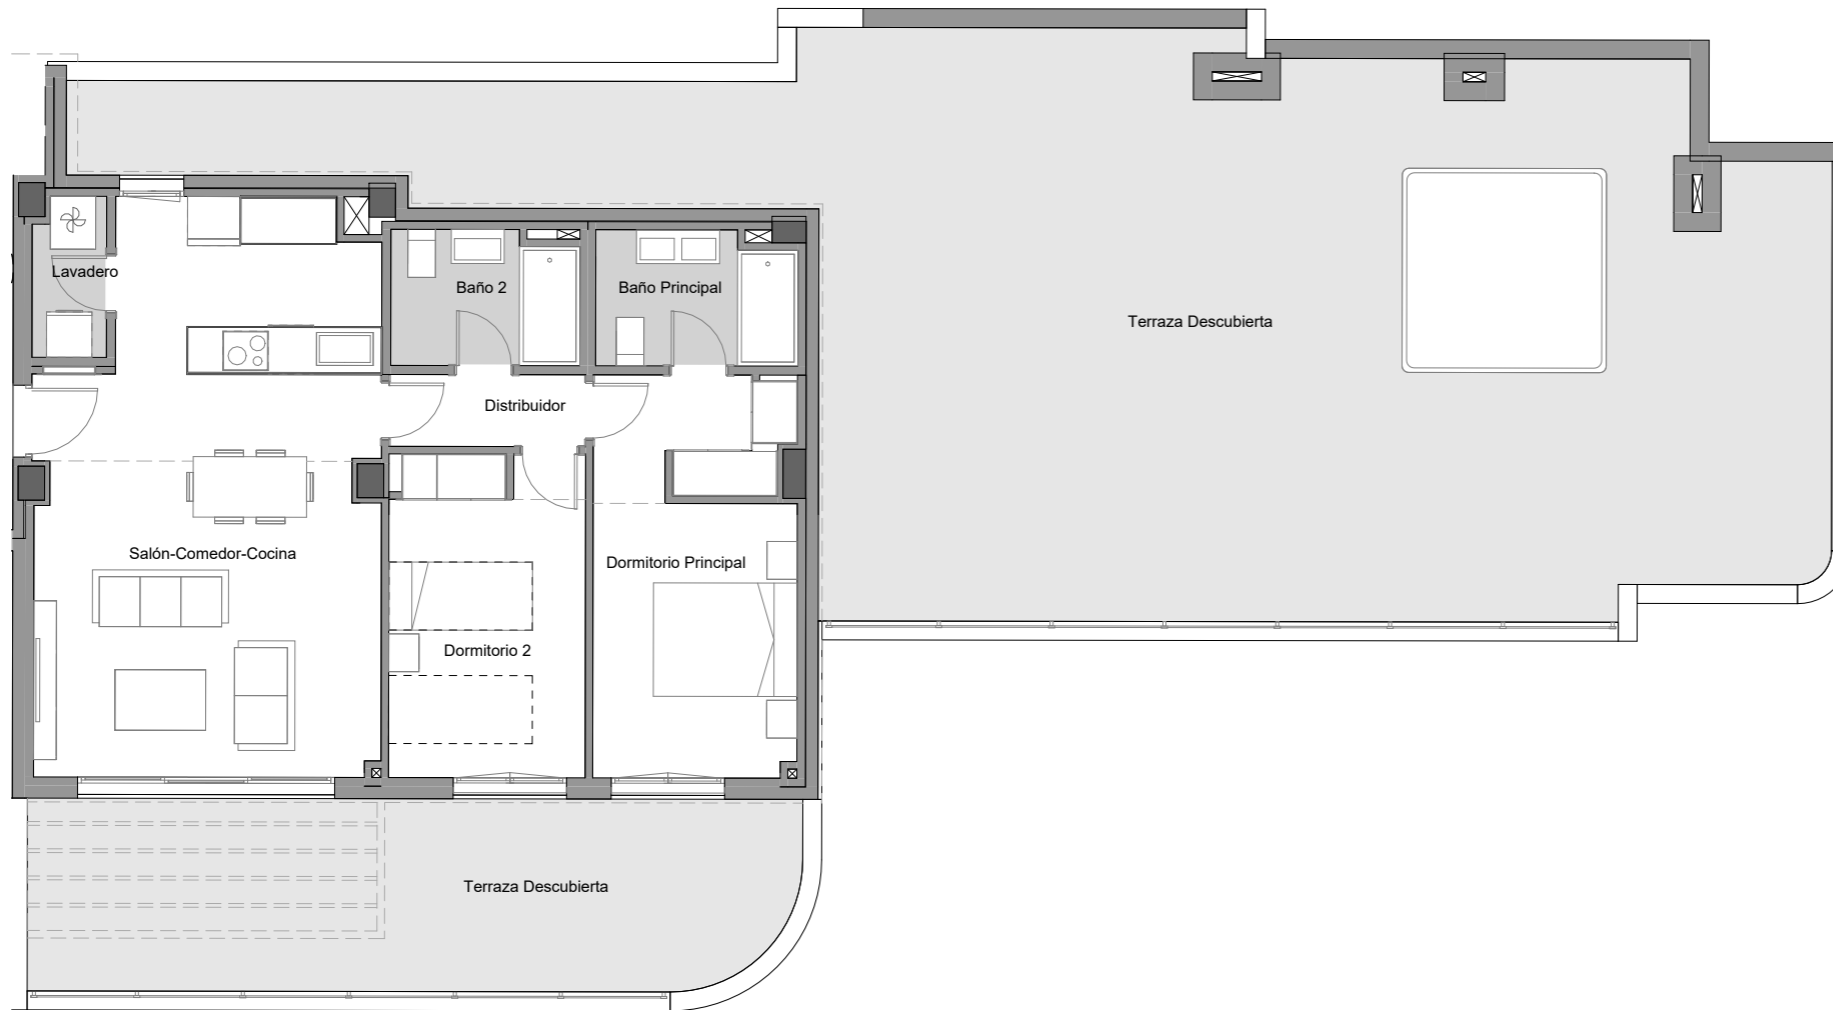 Lavadero
Baño 2
Baño Principal
Terraza Descubierta
Distribuidor
Salón-Comedor-Cocina
Dormitorio Principal
Dormitorio 2
Terraza Descubierta